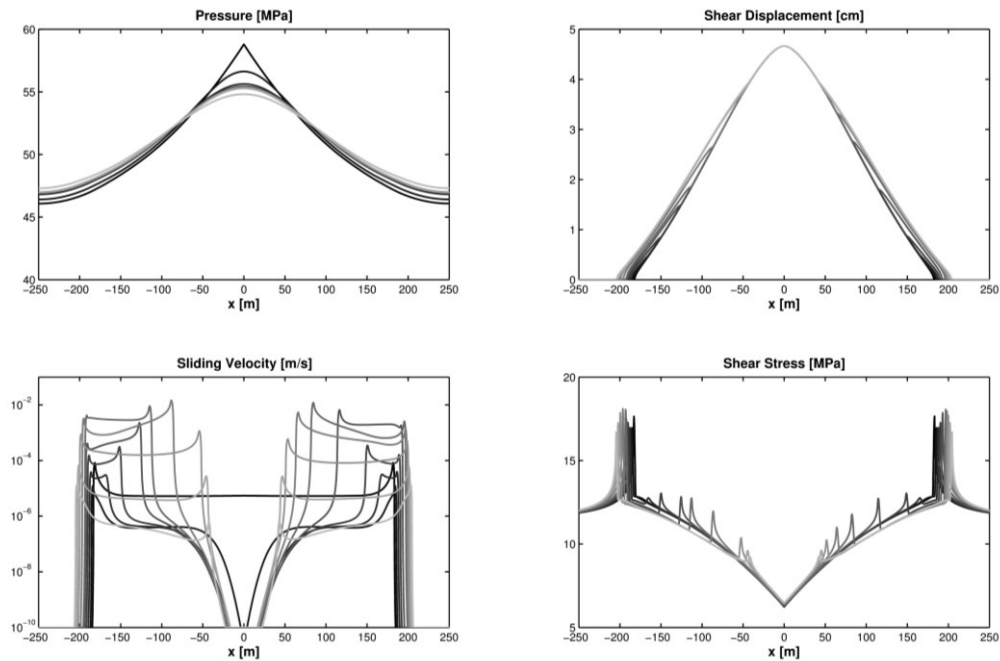 Pressure [MPa]
60
55
50
45
40
−250 −200 −150 −100 −50 0 50 100 150 200 250
x [m]
Shear Displacement [cm]
5
4
3
2
1
0
−250 −200 −150 −100 −50 0 50 100 150 200 250
x [m]
Sliding Velocity [m/s]
10−2
10−4
10−6
10−8
10−10
−250 −200 −150 −100 −50 0 50 100 150 200 250
x [m]
Shear Stress [MPa]
20
15
10
5
−250 −200 −150 −100 −50 0 50 100 150 200 250
x [m]